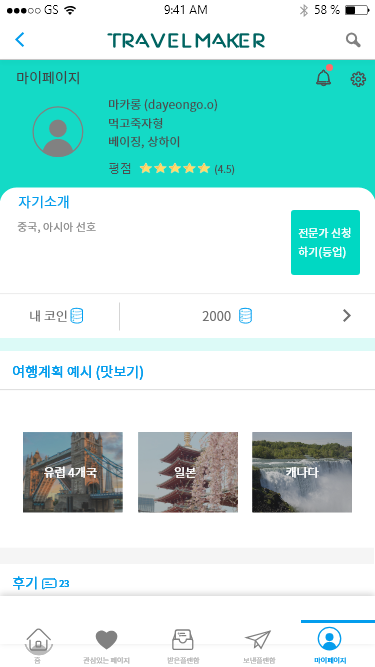 GS 9:41 AM 58 %
TRAVELMAKER
마이페이지
마카롱 (dayeongo.o)
먹고죽자형
베이징, 상하이
평점 (4.5)
자기소개
중국, 아시아 선호
전문가 신청
하기(등업)
내 코인 2000
여행계획 예시 (맛보기)
유럽 4개국 일본 캐나다
후기 23
홈 관심있는 페이지 받은플랜함 보낸플랜함 마이페이지